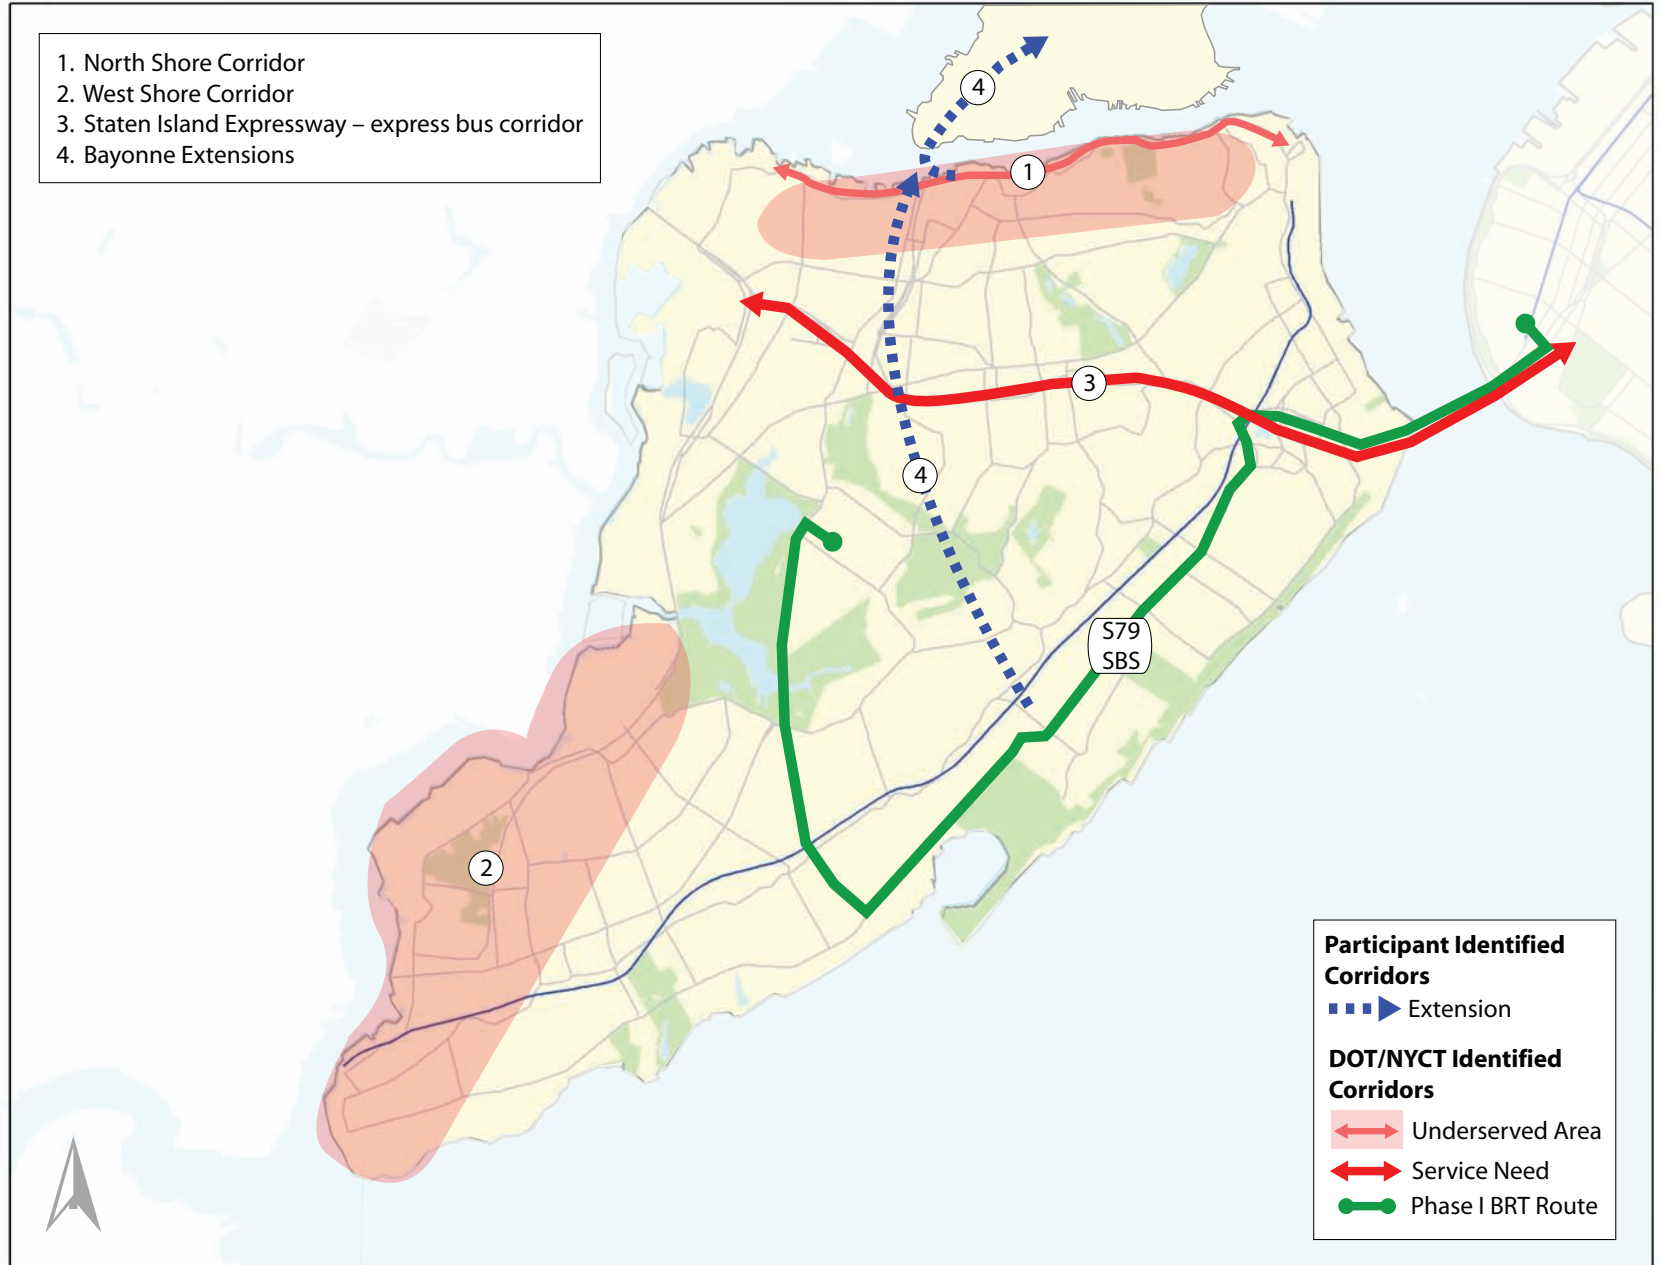 1. North Shore Corridor
2. West Shore Corridor
3. Staten Island Expressway – express bus corridor
4. Bayonne Extensions
4
1
3
4
S79
SBS
2
Participant Identified
Corridors
Extension
DOT/NYCT Identified
Corridors
Underserved Area
Service Need
Phase I BRT Route